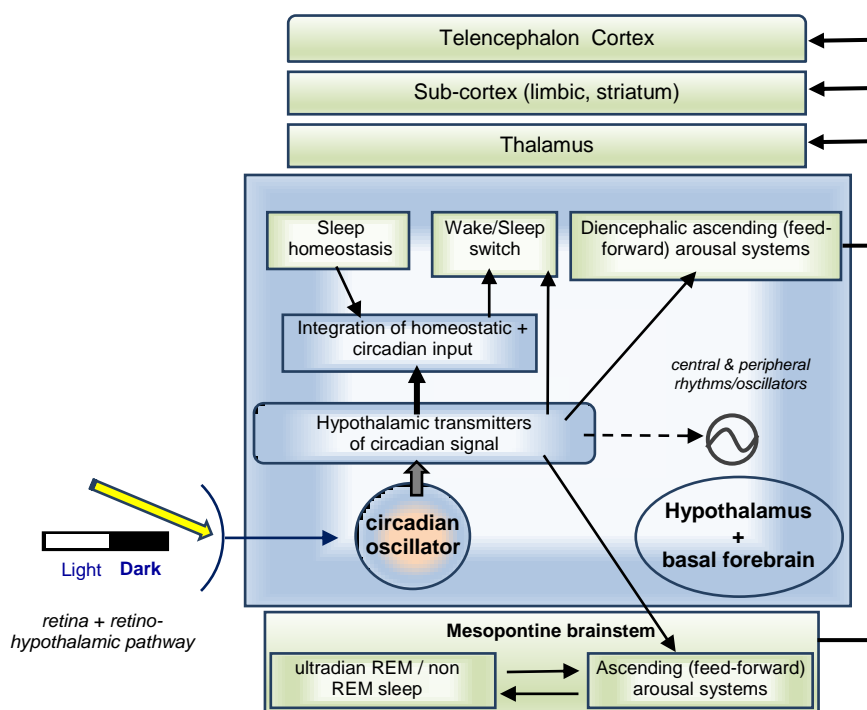 Telencephalon Cortex
Sub-cortex (limbic, striatum)
Thalamus
Sleep
homeostasis
Wake/Sleep
switch
Diencephalic ascending (feed-
forward) arousal systems
Integration of homeostatic +
circadian input
central & peripheral
rhythms/oscillators
Hypothalamic transmitters
of circadian signal
circadian
oscillator
Hypothalamus
+
basal forebrain
Light
Dark
retina + retino-
hypothalamic pathway
Mesopontine brainstem
ultradian REM / non
REM sleep
Ascending (feed-forward)
arousal systems